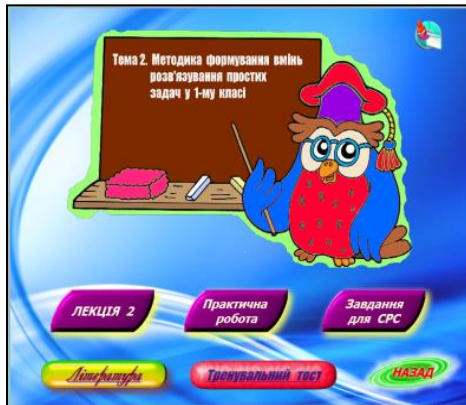 Тема 2. Методика формування вмінь
розв'язування простих
задач у 1-му класі
ЛЕКЦІЯ 2
Практична
робота
Завдання
для СРС
Література
Тренувальний тест
НАЗАД